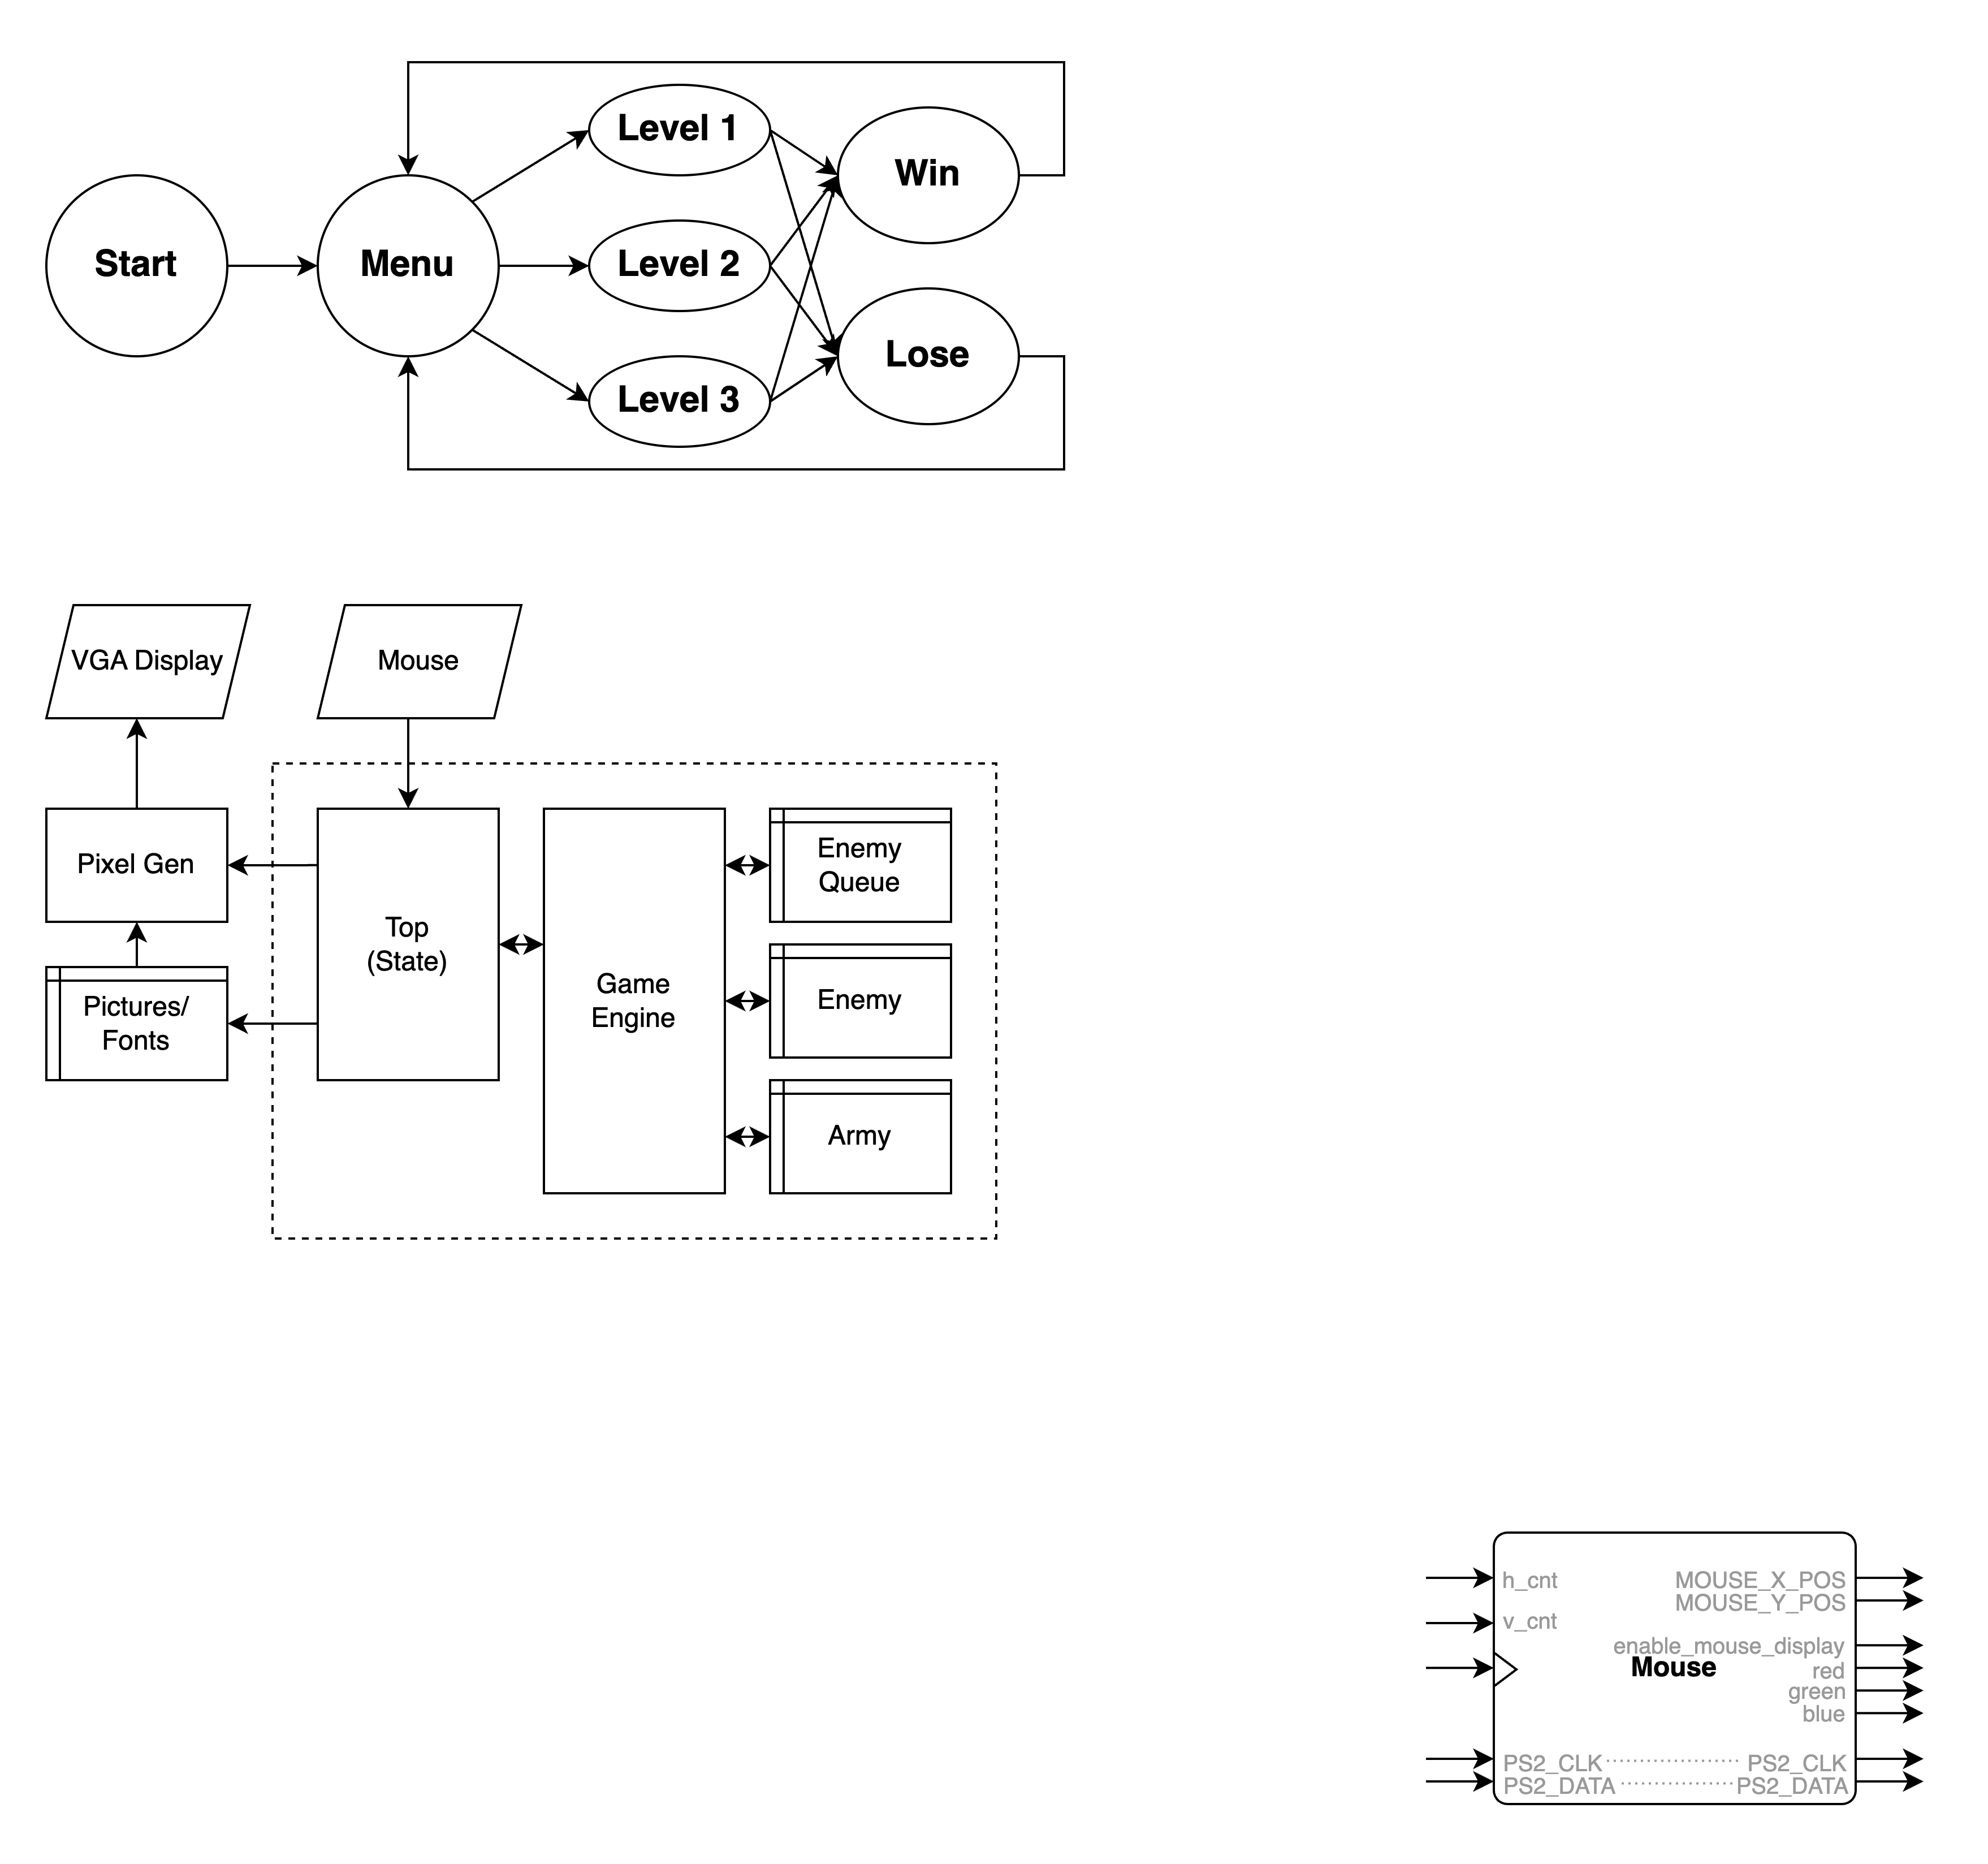 Start
Menu
Level 1
Level 2
Level 3
Win
Lose
VGA Display
Mouse
Pixel Gen
Pictures/
Fonts
Top
(State)
Game
Engine
Enemy
Queue
Enemy
Army
h_cnt
v_cnt
PS2_CLK
PS2_DATA
Mouse
MOUSE_X_POS
MOUSE_Y_POS
enable_mouse_display
red
green
blue
PS2_CLK
PS2_DATA